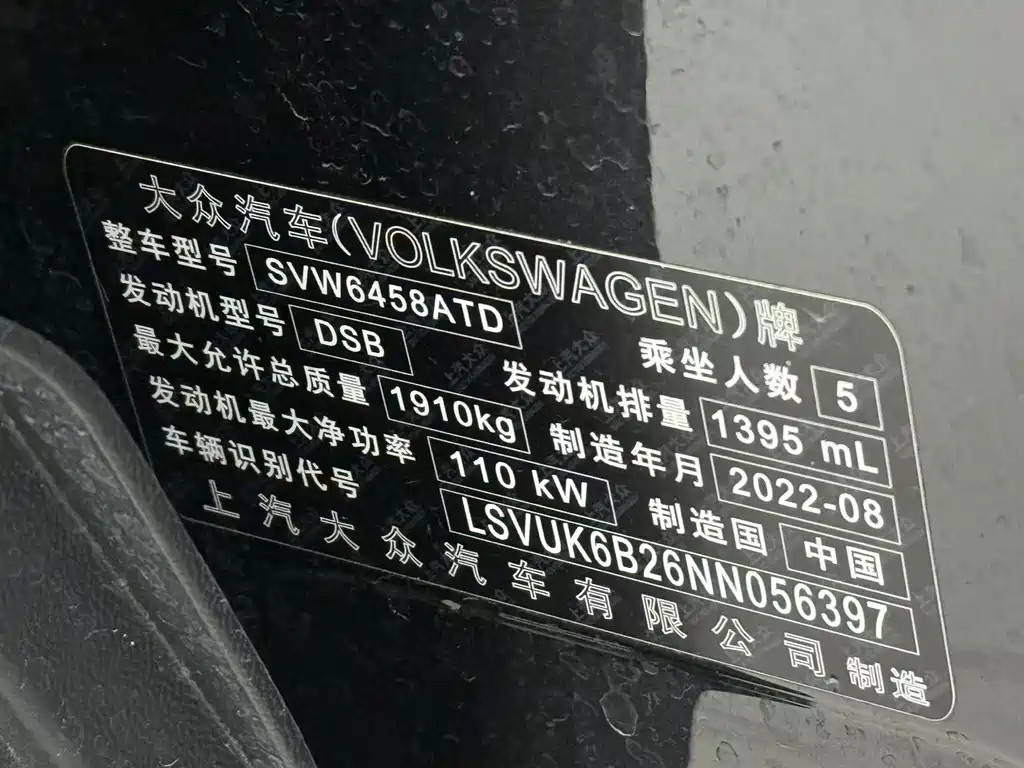 大众汽车(VOLKSWAGEN)牌
整车型号 SVW6458ATD 乘坐人数 5
发动机型号 DSB 发动机排量 1395 mL
最大允许总质量 1910kg 制造年月 2022-08
发动机最大净功率 110 kW 制造国 中国
车辆识别代号 LSVUK6B26NN056397
上汽大众汽车有限公司 制造